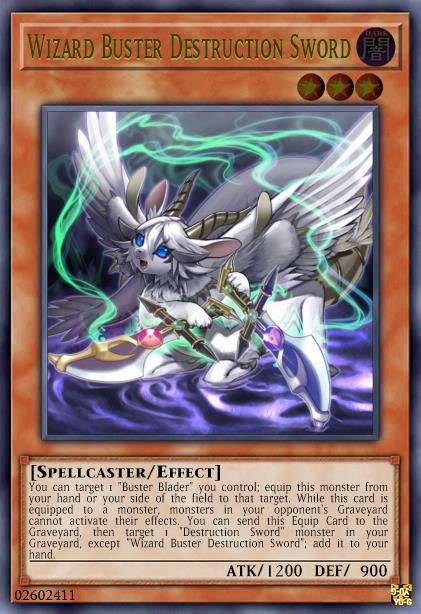 Wizard Buster Destruction Sword
DARK
闇
[Spellcaster/Effect]
You can target 1 "Buster Blader" you control; equip this monster from
your hand or your side of the field to that target. While this card is
equipped to a monster, monsters in your opponent's Graveyard
cannot activate their effects. You can send this Equip Card to the
Graveyard, then target 1 "Destruction Sword" monster in your
Graveyard, except "Wizard Buster Destruction Sword"; add it to your
hand.
ATK/1200 DEF/ 900
02602411